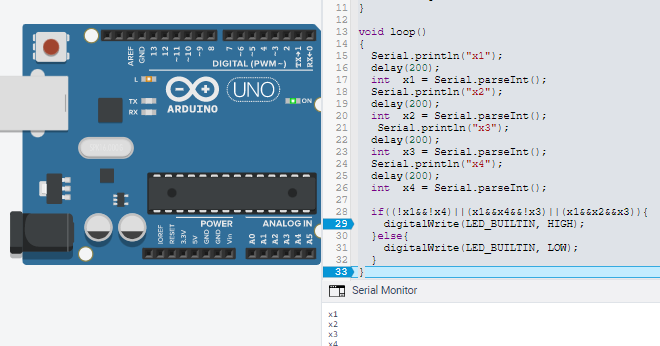 AREF
GND
13
12
~11
~10
~9
8
7
~6
~5
4
~3
2
TX→1
RX←0
DIGITAL (PWM~)
L
TX
RX
ARDUINO
UNO
ON
POWER
ANALOG IN
IOREF
RESET
3.3V
5V
GND
GND
Vin
A0
A1
A2
A3
A4
A5
11 }
12
13 void loop()
14 {
15 Serial.println("x1");
16 delay(200);
17 int x1 = Serial.parseInt();
18 Serial.println("x2");
19 delay(200);
20 int x2 = Serial.parseInt();
21 Serial.println("x3");
22 delay(200);
23 int x3 = Serial.parseInt();
24 Serial.println("x4");
25 delay(200);
26 int x4 = Serial.parseInt();
27
28 if((!x1&&!x4)||(x1&&x4&&!x3)||(x1&&x2&&x3)){
29 digitalWrite(LED_BUILTIN, HIGH);
30 }else{
31 digitalWrite(LED_BUILTIN, LOW);
32 }
33 }
Serial Monitor
x1
x2
x3
x4